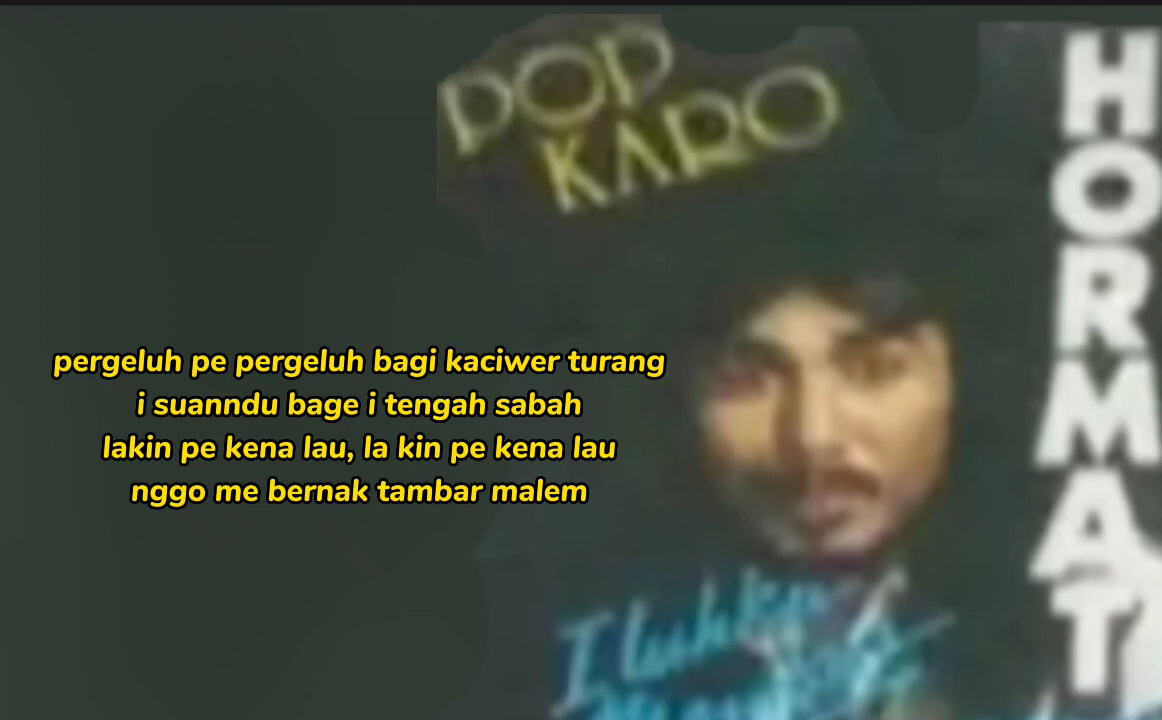 POP
KARO
HORMAT
pergeluh pe pergeluh bagi kaciwer turang
i suanndu bage i tengah sabah
lakin pe kena lau, la kin pe kena lau
nggo me bernak tambar malem